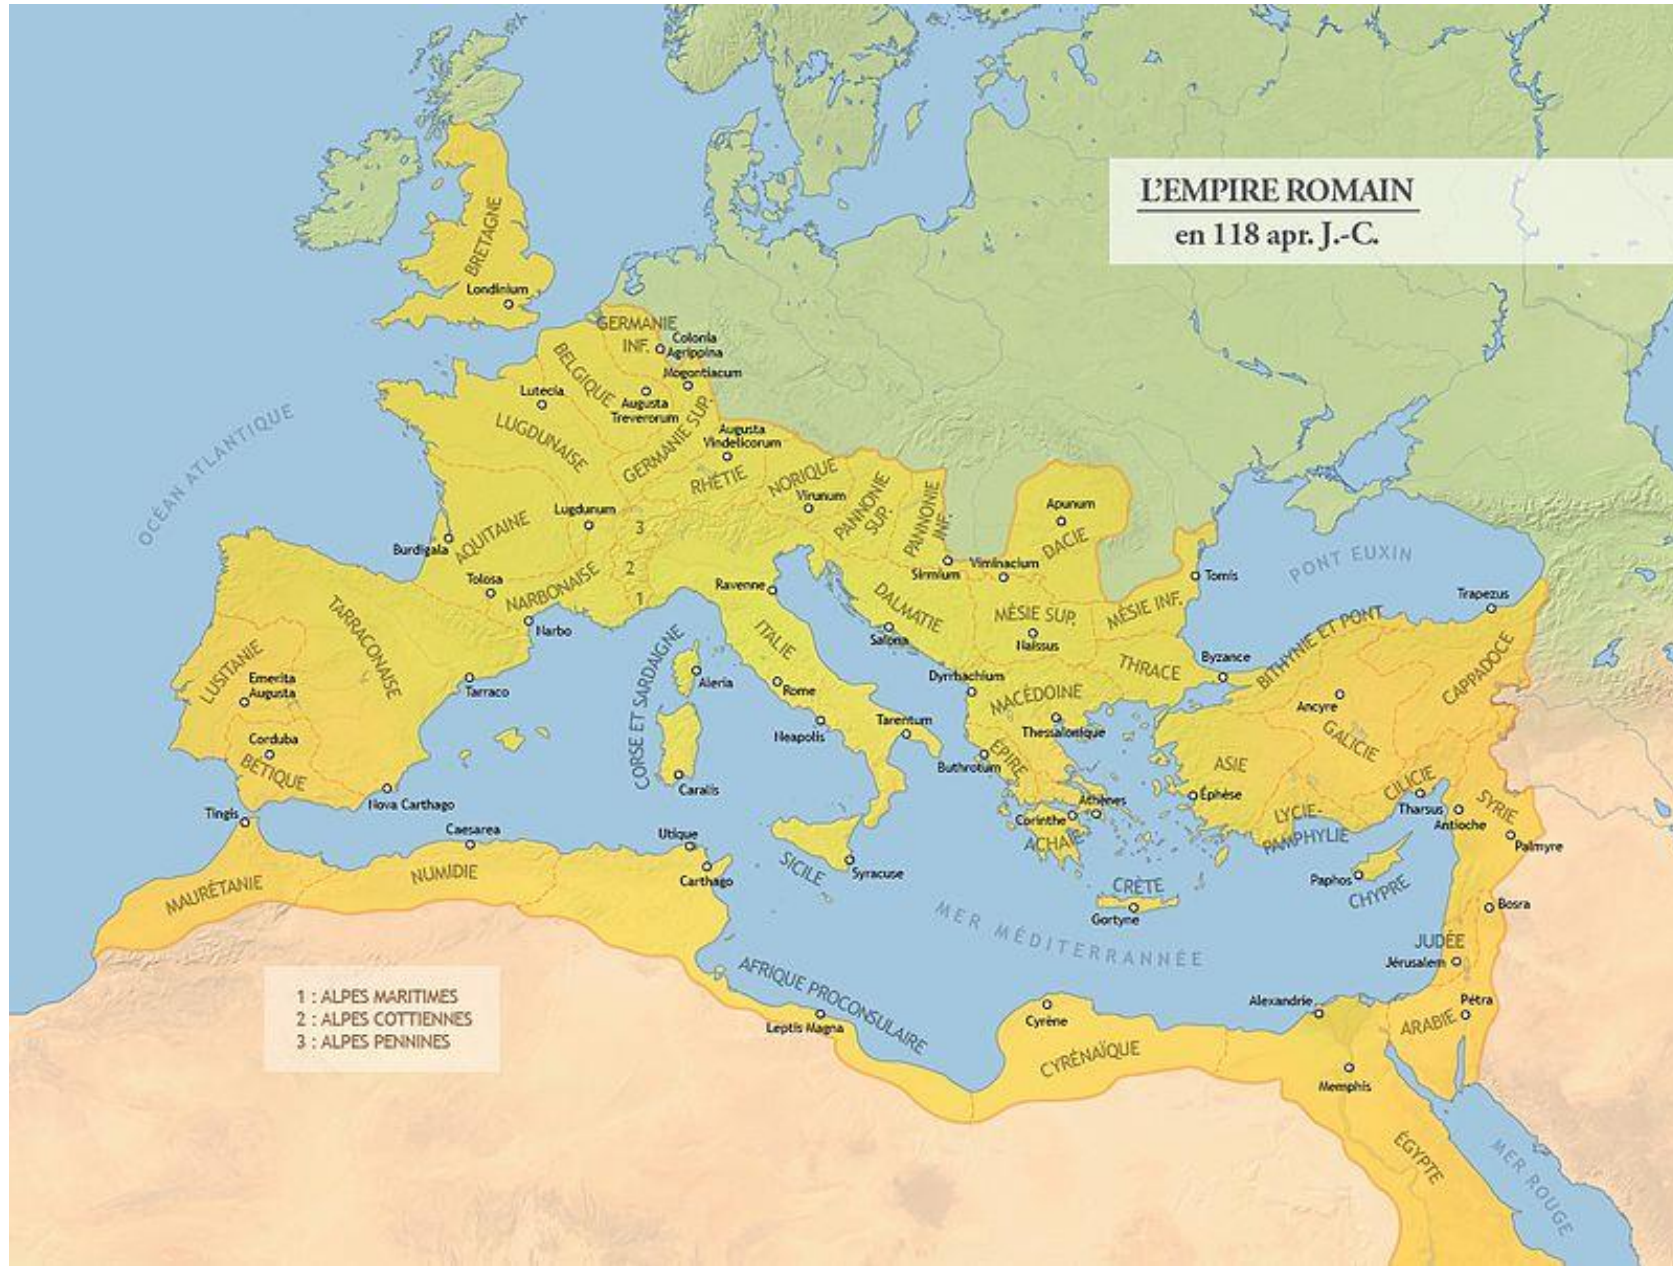 L'EMPIRE ROMAIN
en 118 apr. J.-C.
BRETAGNE
Londinium
GERMANIE
INF.
Colonia
Agrippina
Mogontiacum
BELGIQUE
Lutecia
Augusta
Treverorum
GERMANIE SUP.
LUGDUNAISE
Augusta
Vindelicorum
RHÉTIE
NORIQUE
Virunum
PANNONIE
SUP.
PANNONIE
INF.
Apunum
DACIE
OCÉAN ATLANTIQUE
Lugdunum
AQUITAINE
Burdigala
3
2
1
Tolosa
NARBONAISE
Narbo
Ravenne
Sirmium
Viminacium
Tomis
PONT EUXIN
Trapezus
TARRACONAISE
LUSITANIE
Emerita
Augusta
Tarraco
Corduba
BÉTIQUE
Nova Carthago
Tingis
CORSE ET SARDAIGNE
Aleria
Caralis
ITALIE
Rome
Neapolis
Tarentum
DALMATIE
Salona
MÉSIE SUP.
Naissus
MÉSIE INF.
THRACE
Byzance
BITHYNIE ET PONT
CAPPADOCE
Dyrrhachium
MACÉDOINE
Thessalonique
Ancyre
GALICIE
Buthrotum
ÉPIRE
ASIE
Éphèse
Athènes
Corinthe
ACHAÏE
LYCIE-
PAMPHYLIE
CILICIE
Tharsus
SYRIE
Antioche
Palmyre
Caesarea
Utique
Carthago
SICILE
Syracuse
MAURÉTANIE
NUMIDIE
CRÈTE
Gortyne
Paphos
CHYPRE
Bosra
MER MÉDITERRANNÉE
JUDÉE
Jérusalem
AFRIQUE PROCONSULAIRE
Leptis Magna
Cyrène
CYRÉNAÏQUE
Alexandrie
Pétra
ARABIE
Memphis
ÉGYPTE
MER ROUGE
1 : ALPES MARITIMES
2 : ALPES COTTIENNES
3 : ALPES PENNINES